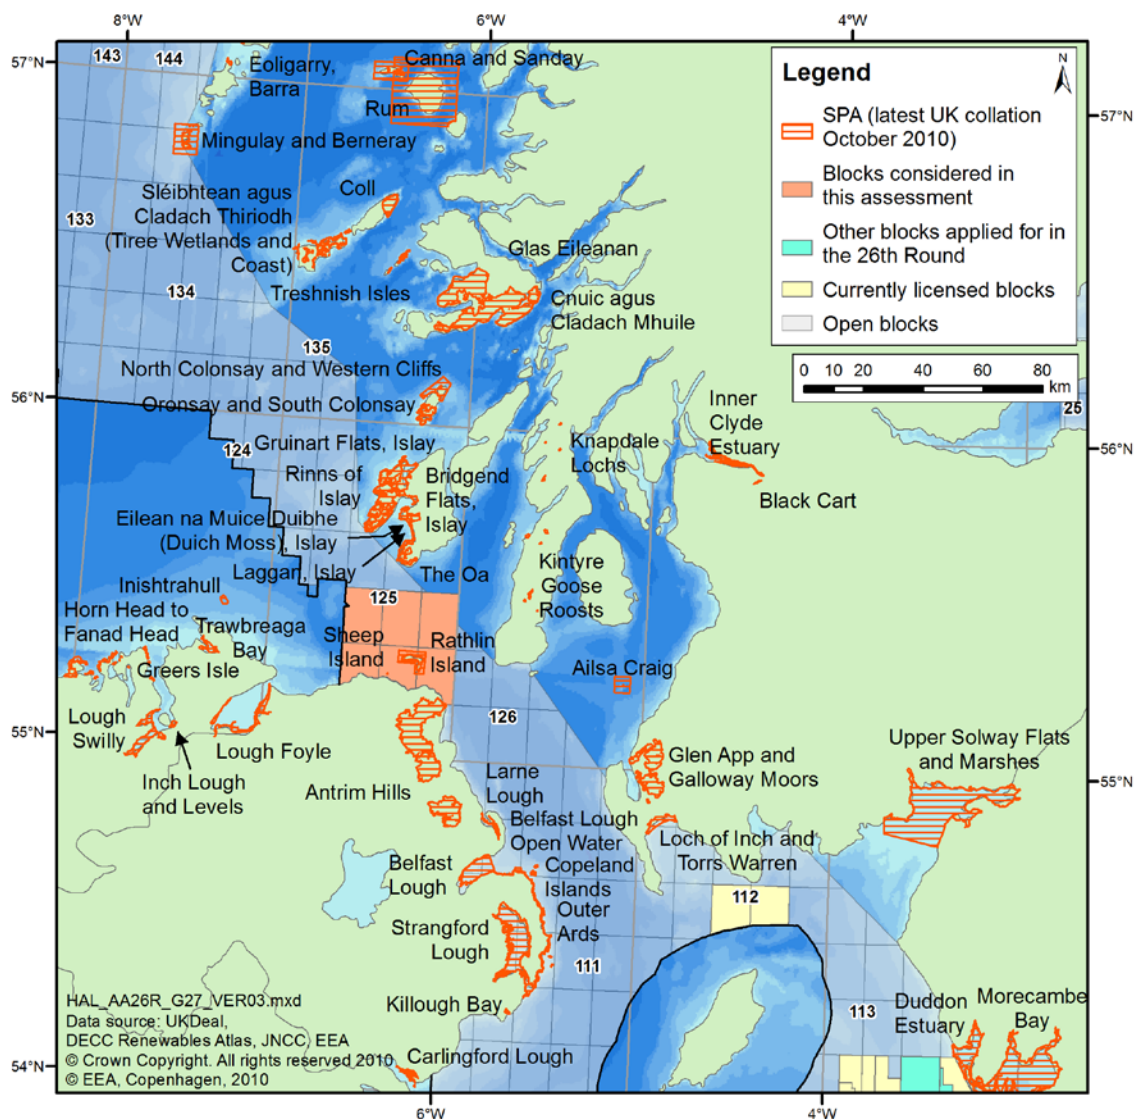 8°W
6°W
4°W
57°N
143
144
Eoligarry,
Barra
Canna and Sanday
Rum
Mingulay and Berneray
Sléibhtean agus
Cladach Thiriodh
(Tiree Wetlands and
Coast)
Coll
133
134
Glas Eileanan
Treshnish Isles
Cnuic agus
Cladach Mhuile
135
Legend
N
SPA (latest UK collation
October 2010)
Blocks considered in
this assessment
Other blocks applied for in
the 26th Round
Currently licensed blocks
Open blocks
0 10 20 40 60 80
km
57°N
56°N
North Colonsay and Western Cliffs
Oronsay and South Colonsay
124
Gruinart Flats, Islay
Rinns of
Islay
Bridgend
Flats,
Islay
Eilean na Muice Duibhe
(Duich Moss), Islay
Laggan, Islay
The Oa
Knapdale
Lochs
Inner
Clyde
Estuary
Black Cart
25
56°N
Kintyre
Goose
Roosts
Inishtrahull
Horn Head to
Fanad Head
Trawbreaga
Bay
Greers Isle
125
Sheep
Island
Rathlin
Island
Ailsa Craig
55°N
Lough
Swilly
Lough Foyle
Inch Lough
and Levels
126
Antrim Hills
Larne
Lough
Glen App and
Galloway Moors
Upper Solway Flats
and Marshes
55°N
Belfast Lough
Open Water
Loch of Inch and
Torrs Warren
Belfast
Lough
Copeland
Islands
Outer
Ards
112
Strangford
Lough
111
Killough Bay
113
Duddon
Estuary
Morecambe
Bay
Carlingford Lough
HAL_AA26R_G27_VER03.mxd
Data source: UKDeal,
DECC Renewables Atlas, JNCC, EEA
© Crown Copyright. All rights reserved 2010
© EEA, Copenhagen, 2010
54°N
54°N
6°W
4°W